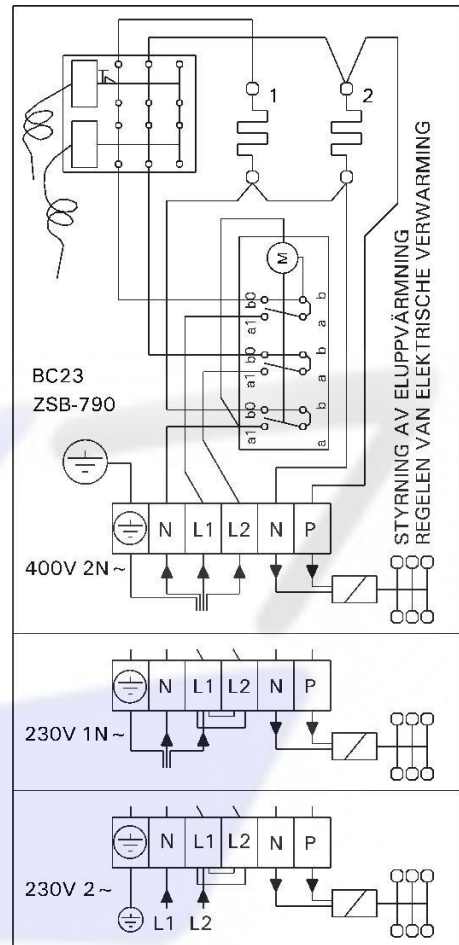 1
2
M
b0
b
a1
a
b0
b
a1
a
b0
b
a1
a
STYRNING AV ELUPPVÄRMNING
REGELEN VAN ELEKTRISCHE VERWARMING
BC23
ZSB-790
N L1 L2 N P
400V 2N~
N L1 L2 N P
230V 1N~
N L1 L2 N P
230V 2~
L1 L2